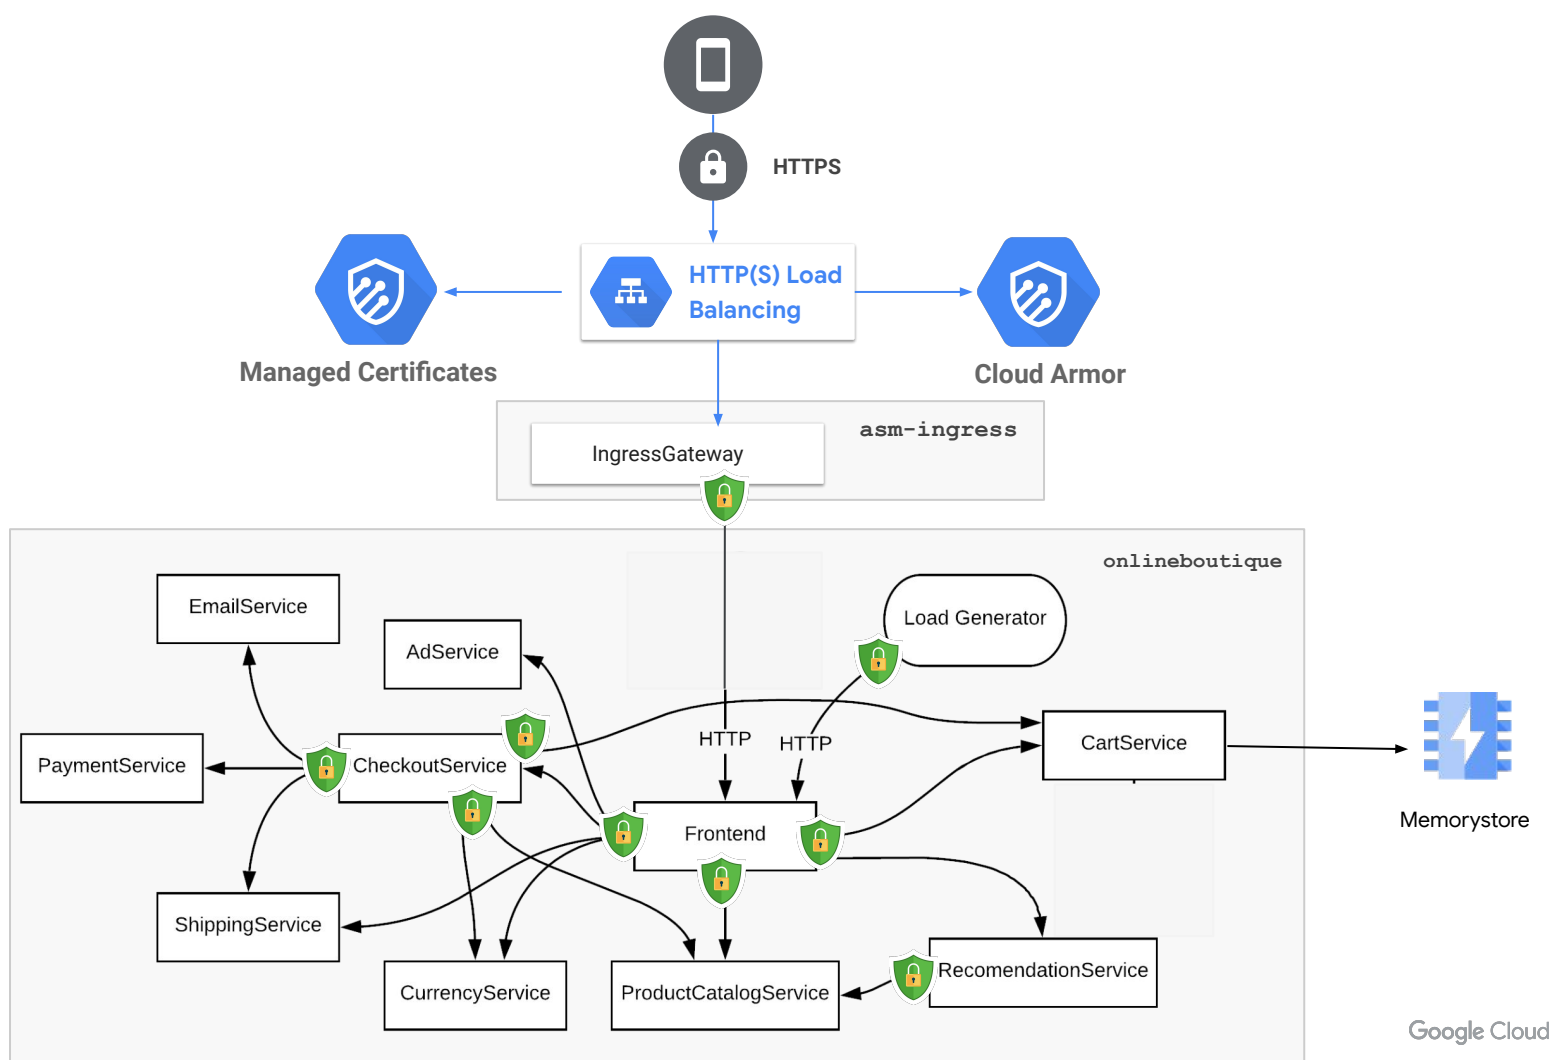 HTTPS
HTTP(S) Load
Balancing
Managed Certificates
Cloud Armor
asm-ingress
IngressGateway
onlineboutique
EmailService
Load Generator
AdService
HTTP
HTTP
CartService
PaymentService
CheckoutService
Memorystore
Frontend
ShippingService
RecomendationService
CurrencyService
ProductCatalogService
Google Cloud